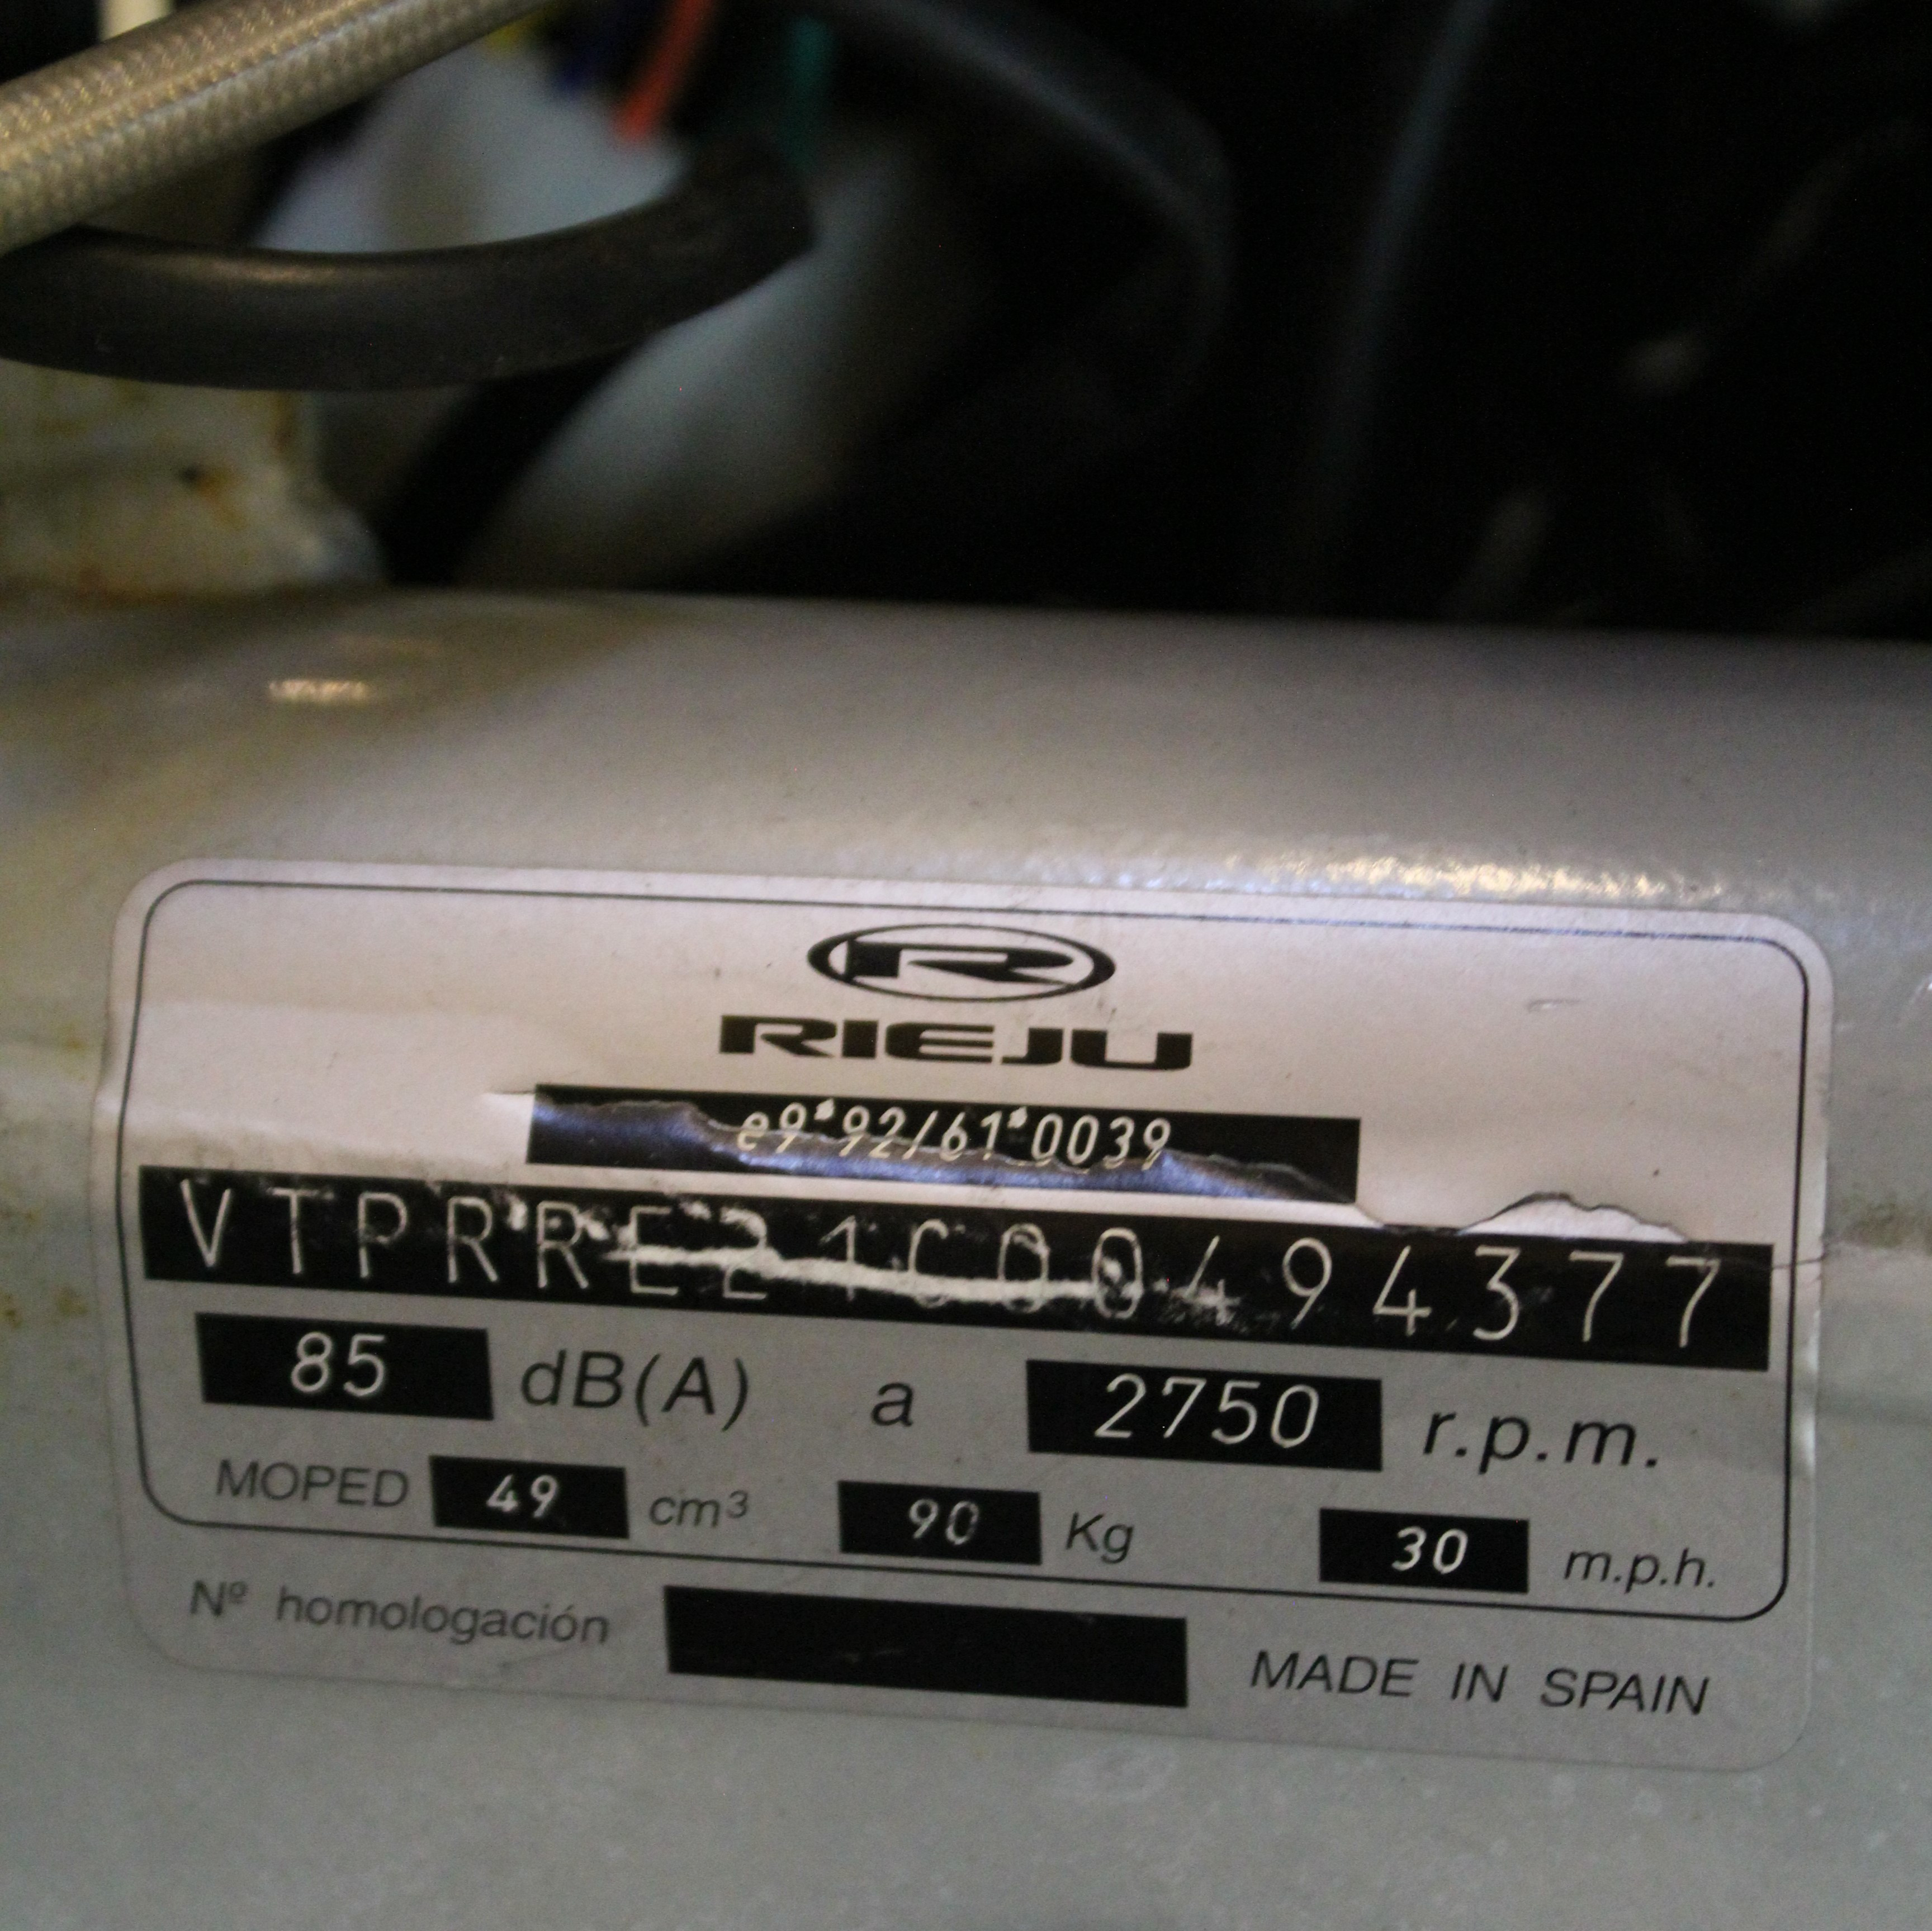 R
RIEJU
e9*92/61*0039
VTPRRE21C00494377
85 dB(A) a 2750 r.p.m.
MOPED 49 cm³ 90 Kg 30 m.p.h.
Nº homologación MADE IN SPAIN